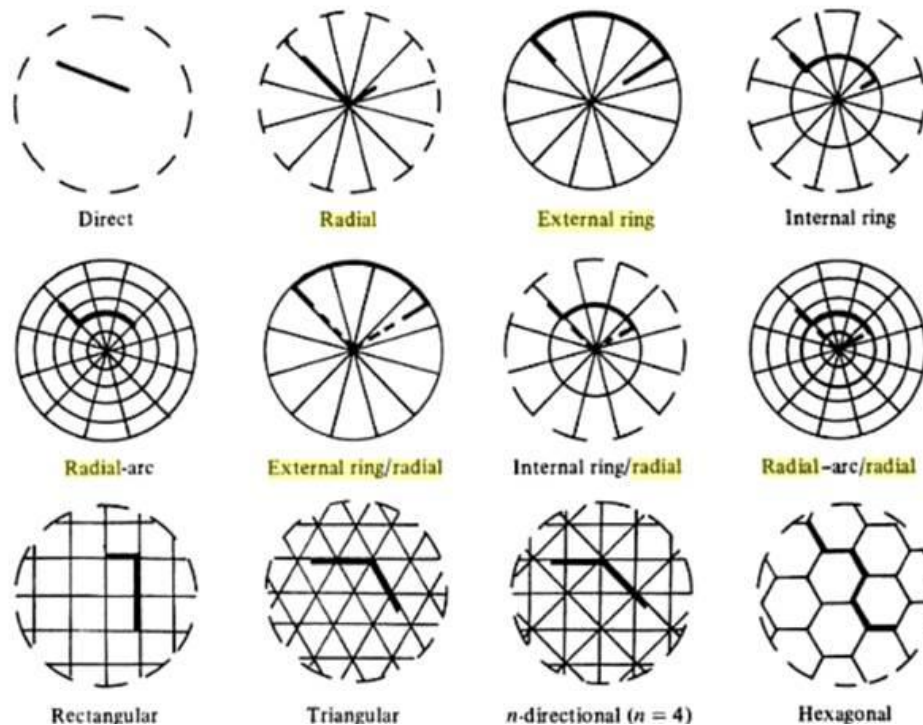 Direct
Radial
External ring
Internal ring
Radial-arc
External ring/radial
Internal ring/radial
Radial-arc/radial
Rectangular
Triangular
n-directional (n = 4)
Hexagonal